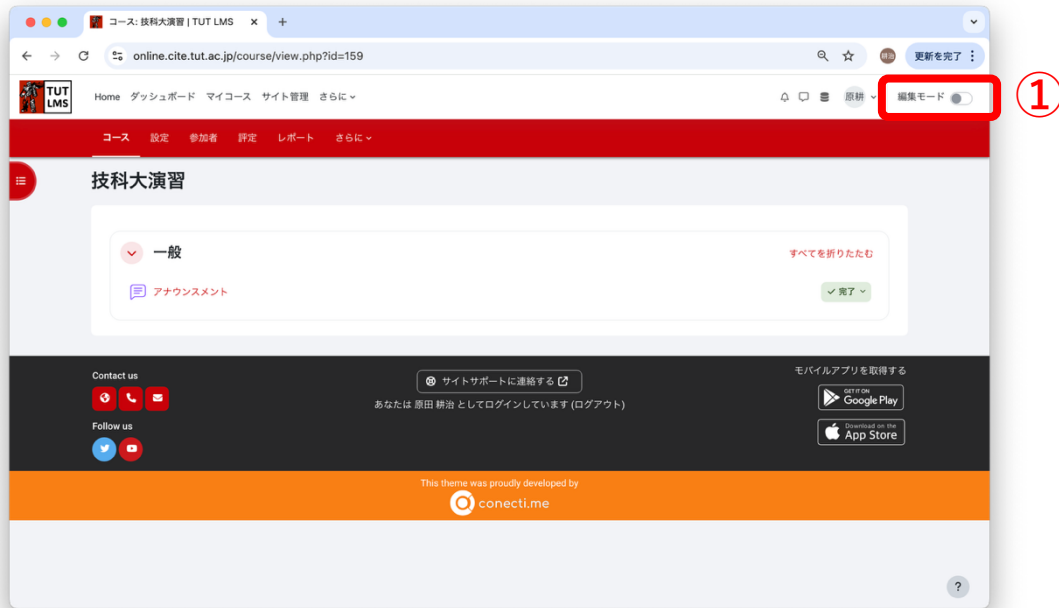 コース: 技科大演習 | TUT LMS
online.cite.tut.ac.jp/course/view.php?id=159
耕治
更新を完了
TUT LMS
Home ダッシュボード マイコース サイト管理 さらに
原耕
編集モード
①
コース 設定 参加者 評定 レポート さらに
技科大演習
一般
すべてを折りたたむ
アナウンスメント
完了
Contact us
サイトサポートに連絡する
あなたは 原田 耕治 としてログインしています (ログアウト)
Follow us
モバイルアプリを取得する
GET IT ON
Google Play
Download on the
App Store
This theme was proudly developed by
conecti.me
?